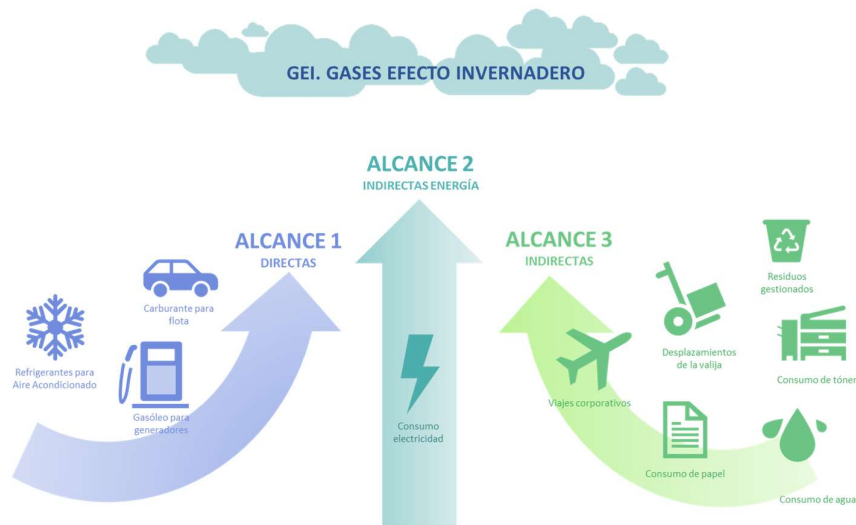 GEI. GASES EFECTO INVERNADERO
ALCANCE 2
INDIRECTAS ENERGÍA
ALCANCE 1
DIRECTAS
ALCANCE 3
INDIRECTAS
Carburante para
flota
Refrigerantes para
Aire Acondicionado
Gasóleo para
generadores
Consumo
electricidad
Residuos
gestionados
Desplazamientos
de la valija
Consumo de tóner
Viajes corporativos
Consumo de papel
Consumo de agua